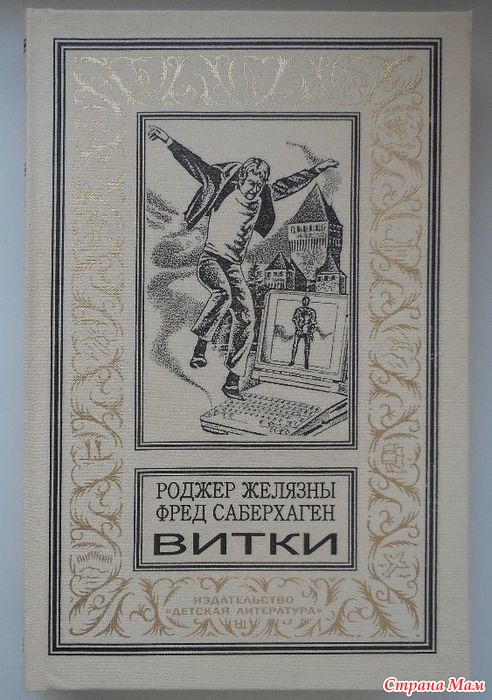 РОДЖЕР ЖЕЛЯЗНЫ
ФРЕД САБЕРХАГЕН
ВИТКИ
ИЗДАТЕЛЬСТВО
"ДЕТСКАЯ ЛИТЕРАТУРА"
Страна Мам